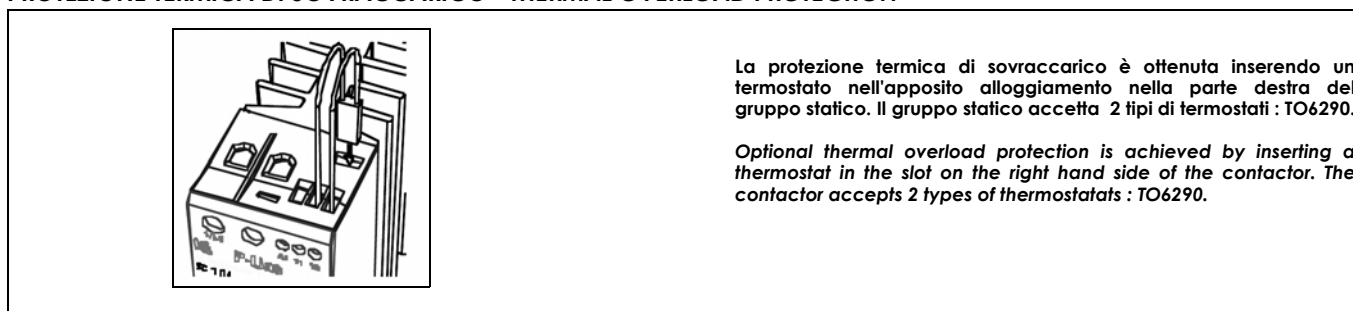 La protezione termica di sovraccarico è ottenuta inserendo un
termostato nell'apposito alloggiamento nella parte destra del
gruppo statico. Il gruppo statico accetta 2 tipi di termostati : TO6290.
Optional thermal overload protection is achieved by inserting a
thermostat in the slot on the right hand side of the contactor. The
contactor accepts 2 types of thermostatats : TO6290.